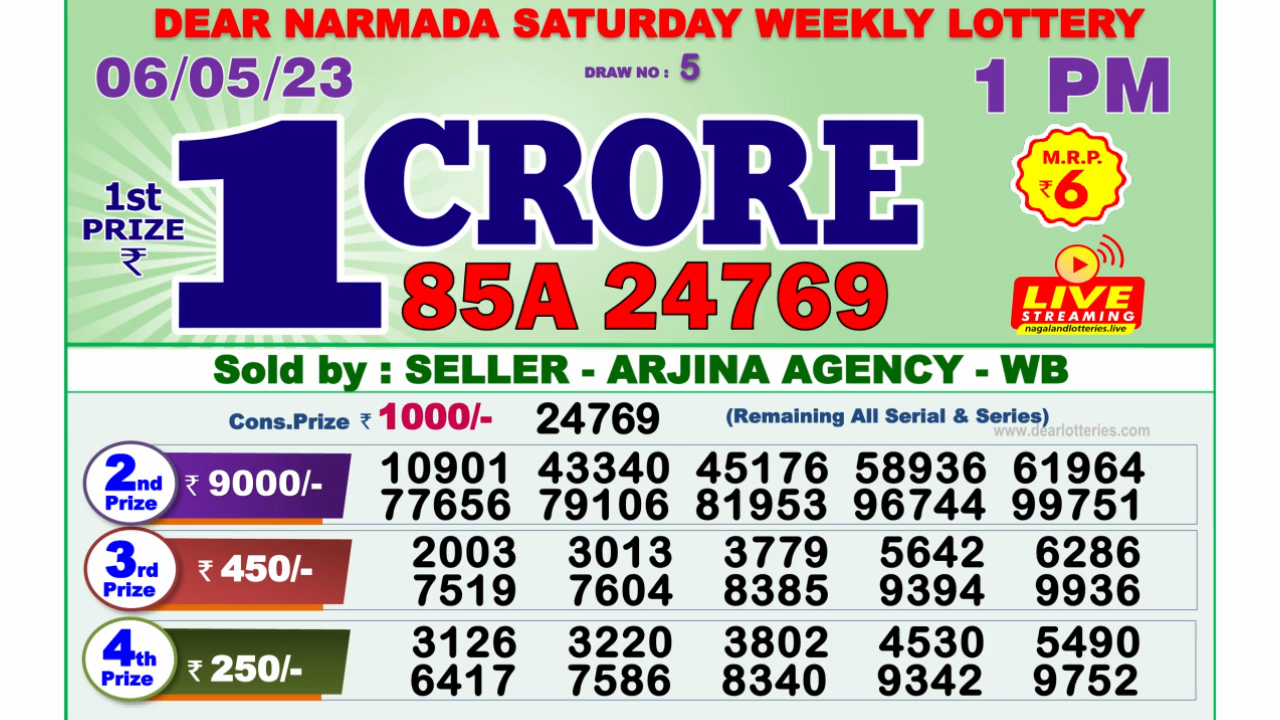 DEAR NARMADA SATURDAY WEEKLY LOTTERY
06/05/23
DRAW NO : 5
1 PM
1st
PRIZE
₹
1 CRORE
85A 24769
M.R.P.
₹6
LIVE
STREAMING
nagalandlotteries.live
Sold by : SELLER - ARJINA AGENCY - WB
Cons.Prize ₹ 1000/- 24769 (Remaining All Serial & Series)
www.dearlotteries.com
2nd Prize ₹ 9000/-
10901 43340 45176 58936 61964
77656 79106 81953 96744 99751
3rd Prize ₹ 450/-
2003 3013 3779 5642 6286
7519 7604 8385 9394 9936
4th Prize ₹ 250/-
3126 3220 3802 4530 5490
6417 7586 8340 9342 9752